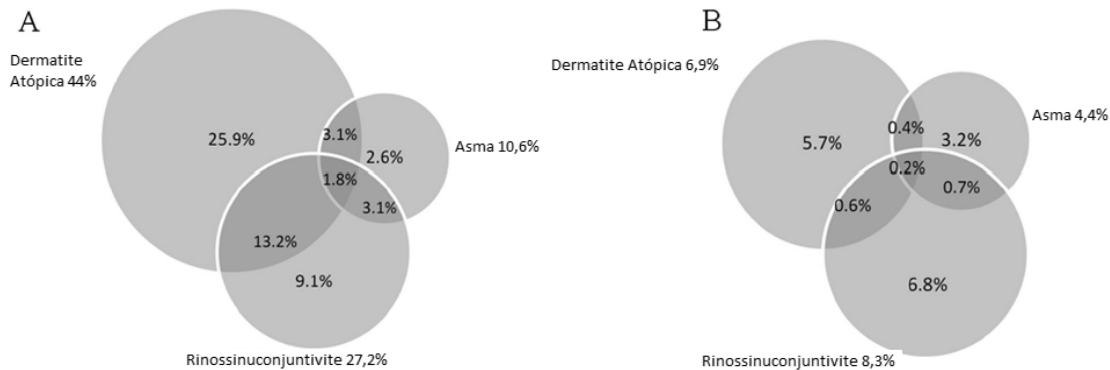 A
Dermatite
Atópica 44%
25.9%
3.1%
2.6%
Asma 10,6%
1.8%
3.1%
13.2%
9.1%
Rinossinuconjuntivite 27,2%
B
Dermatite Atópica 6,9%
5.7%
0.4%
3.2%
Asma 4,4%
0.2%
0.7%
0.6%
6.8%
Rinossinuconjuntivite 8,3%